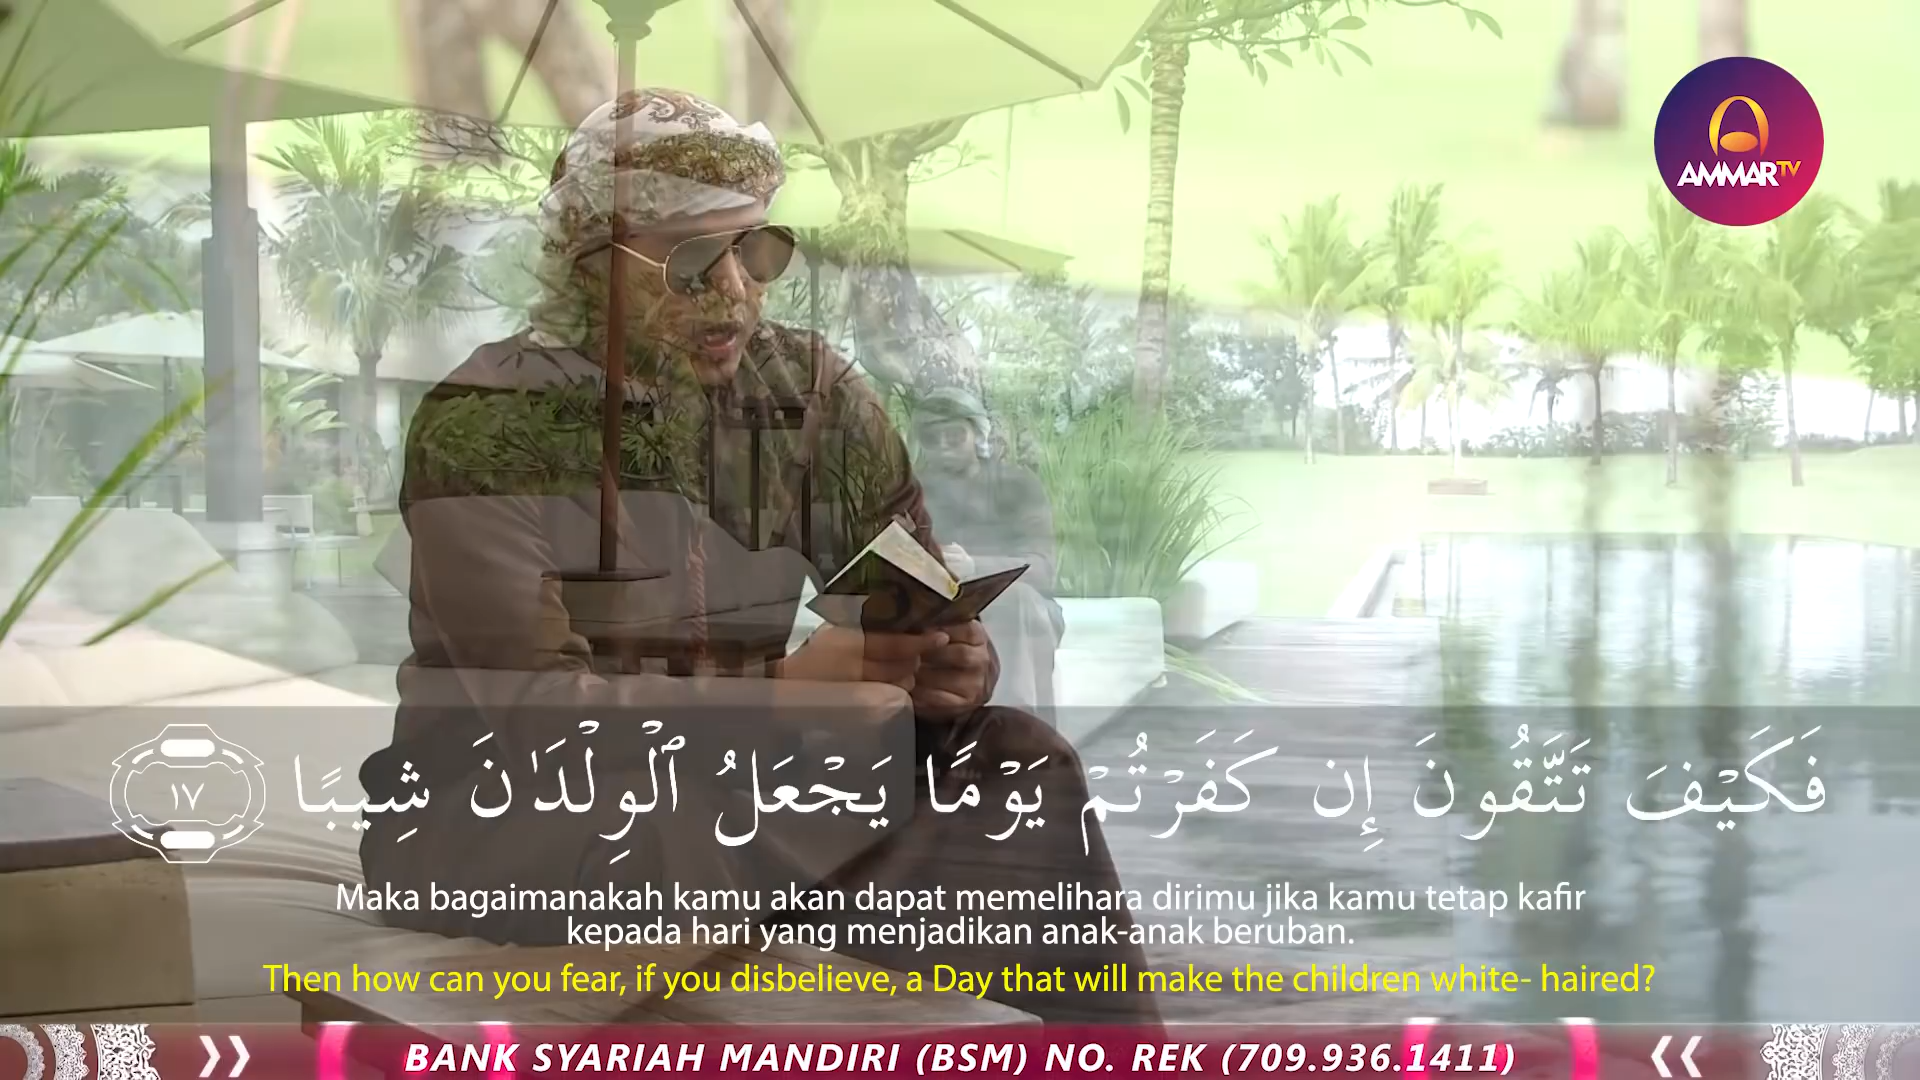 AMMARTV
فَكَيْفَ تَتَّقُونَ إِن كَفَرْتُمْ يَوْمًا يَجْعَلُ ٱلْوِلْدَٰنَ شِيبًا ١٧
Maka bagaimanakah kamu akan dapat memelihara dirimu jika kamu tetap kafir
kepada hari yang menjadikan anak-anak beruban.
Then how can you fear, if you disbelieve, a Day that will make the children white- haired?
BANK SYARIAH MANDIRI (BSM) NO. REK (709.936.1411)